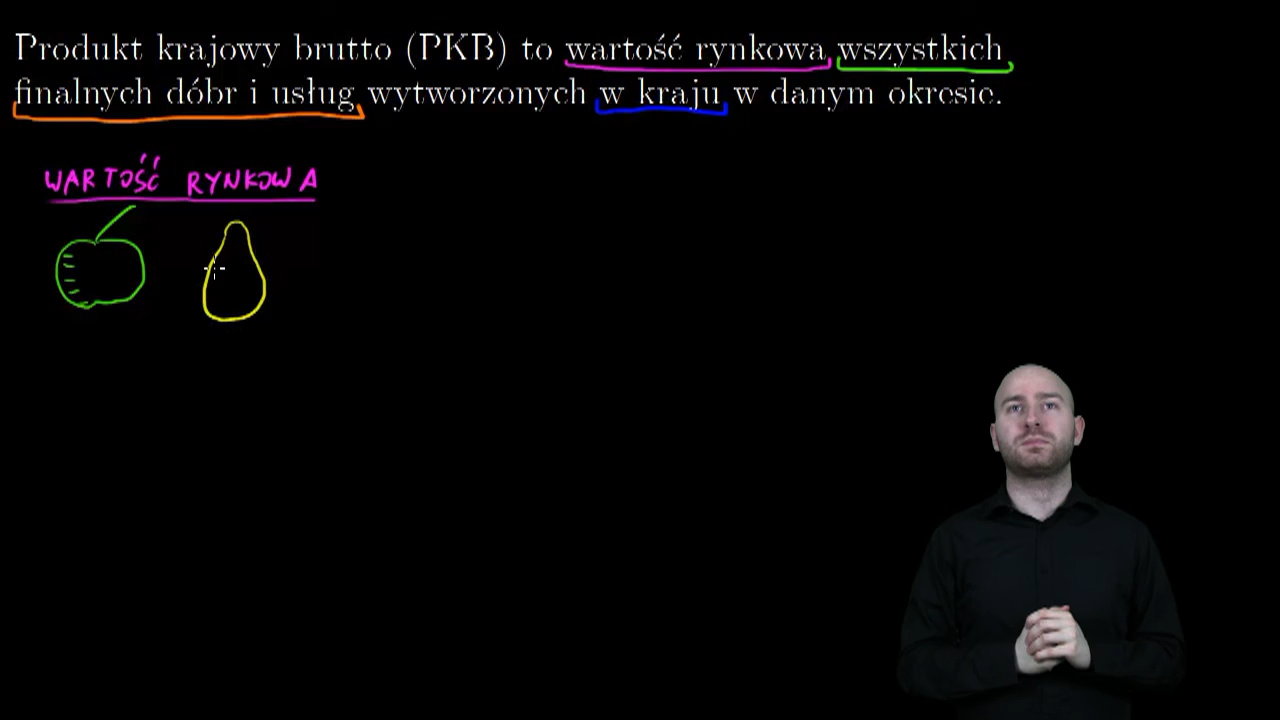 Produkt krajowy brutto (PKB) to wartość rynkowa wszystkich
finalnych dóbr i usług wytworzonych w kraju w danym okresie.
WARTOŚĆ RYNKOWA